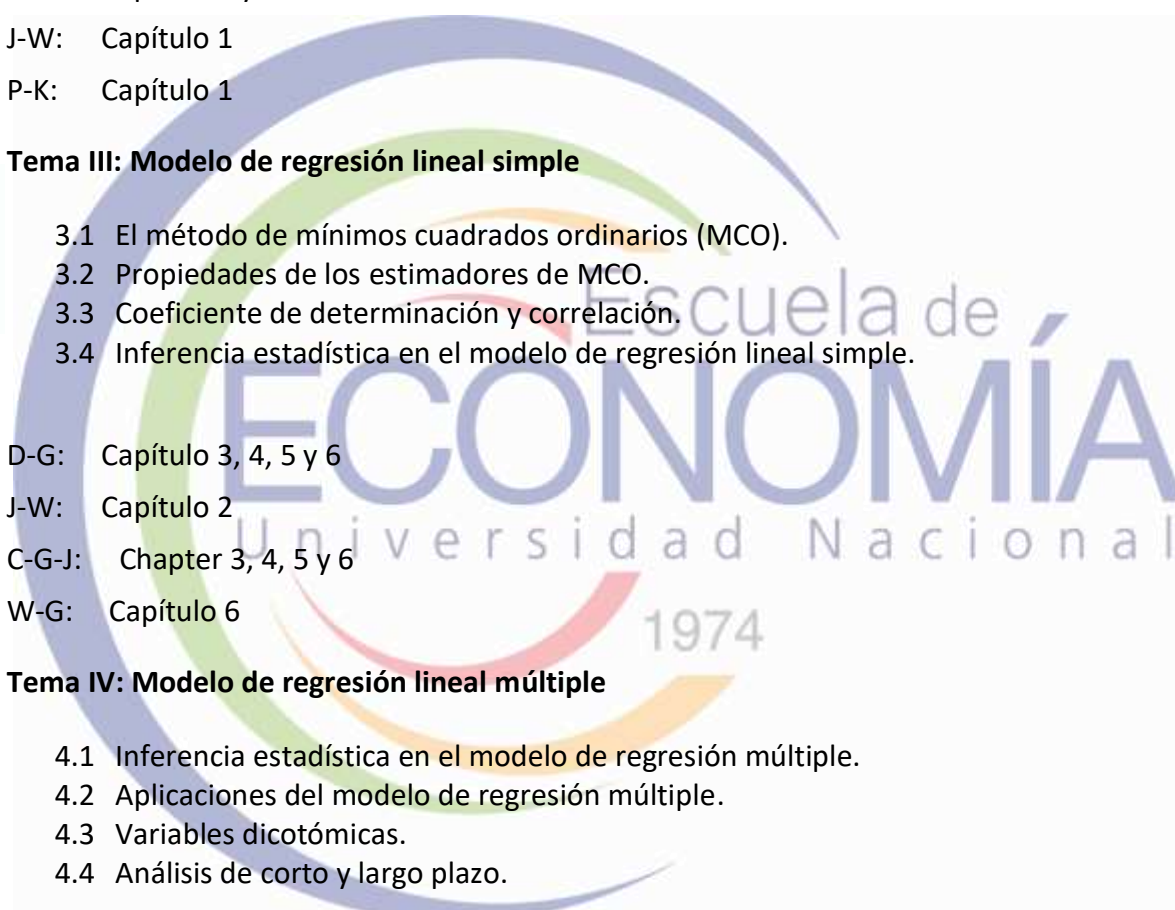 J-W: Capítulo 1
P-K: Capítulo 1
Tema III: Modelo de regresión lineal simple
3.1 El método de mínimos cuadrados ordinarios (MCO).
3.2 Propiedades de los estimadores de MCO.
3.3 Coeficiente de determinación y correlación.
3.4 Inferencia estadística en el modelo de regresión lineal simple.
Escuela de
ECONOMÍA
Universidad Nacional
1974
D-G: Capítulo 3, 4, 5 y 6
J-W: Capítulo 2
C-G-J: Chapter 3, 4, 5 y 6
W-G: Capítulo 6
Tema IV: Modelo de regresión lineal múltiple
4.1 Inferencia estadística en el modelo de regresión múltiple.
4.2 Aplicaciones del modelo de regresión múltiple.
4.3 Variables dicotómicas.
4.4 Análisis de corto y largo plazo.